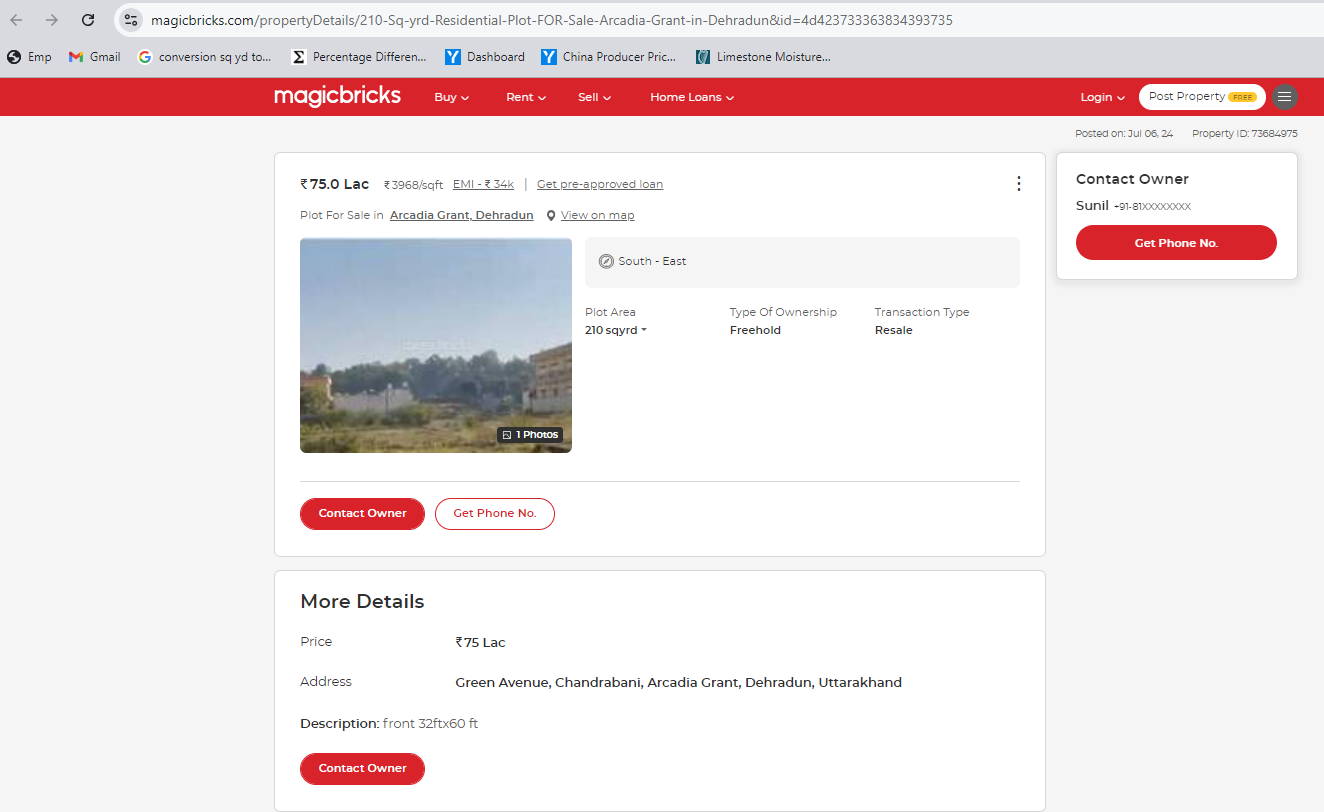 magicbricks.com/propertyDetails/210-Sq-yrd-Residential-Plot-FOR-Sale-Arcadia-Grant-in-Dehradun&id=4d423733363834393735
Emp Gmail conversion sq yd to... Percentage Differen... Dashboard China Producer Pric... Limestone Moisture...
magicbricks Buy Rent Sell Home Loans Login Post Property FREE
Posted on: Jul 06, 24 Property ID: 73684975
₹75.0 Lac ₹3968/sqft EMI - ₹ 34k | Get pre-approved loan
Plot For Sale in Arcadia Grant, Dehradun View on map
South - East
Plot Area Type Of Ownership Transaction Type
210 sqyrd Freehold Resale
1 Photos
Contact Owner Get Phone No.
Contact Owner
Sunil +91-81XXXXXXXX
Get Phone No.
More Details
Price ₹75 Lac
Address Green Avenue, Chandrabani, Arcadia Grant, Dehradun, Uttarakhand
Description: front 32ftx60 ft
Contact Owner